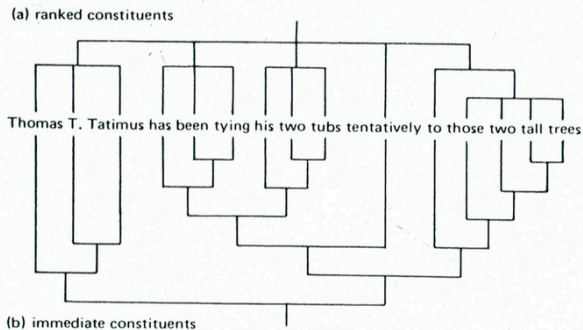 (a) ranked constituents
Thomas T. Tatimus has been tying his two tubs tentatively to those two tall trees
(b) immediate constituents